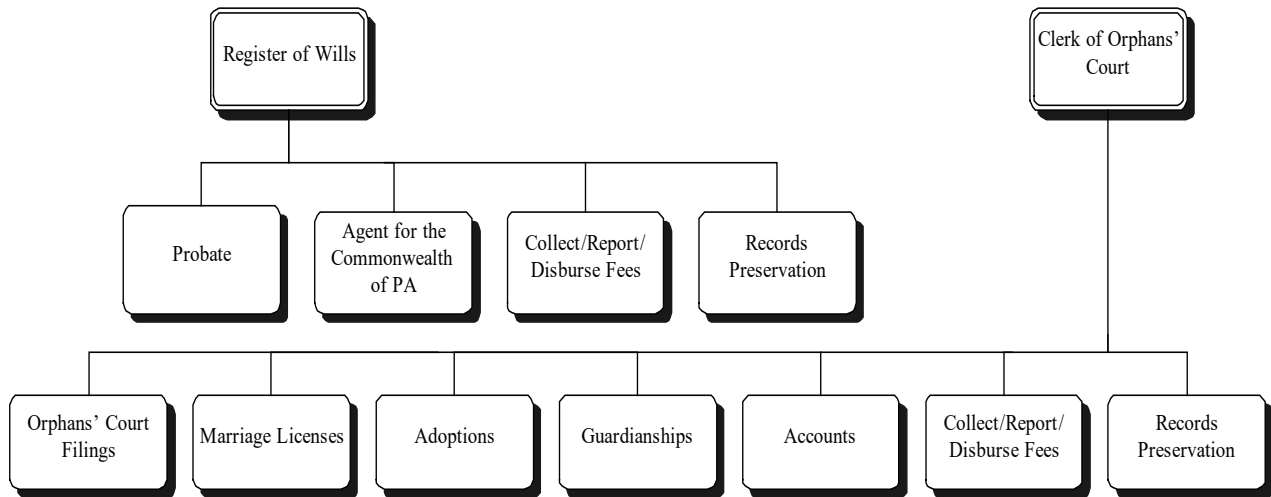 Register of Wills
Clerk of Orphans’
Court
Probate
Agent for the
Commonwealth
of PA
Collect/Report/
Disburse Fees
Records
Preservation
Orphans’ Court
Filings
Marriage Licenses
Adoptions
Guardianships
Accounts
Collect/Report/
Disburse Fees
Records
Preservation